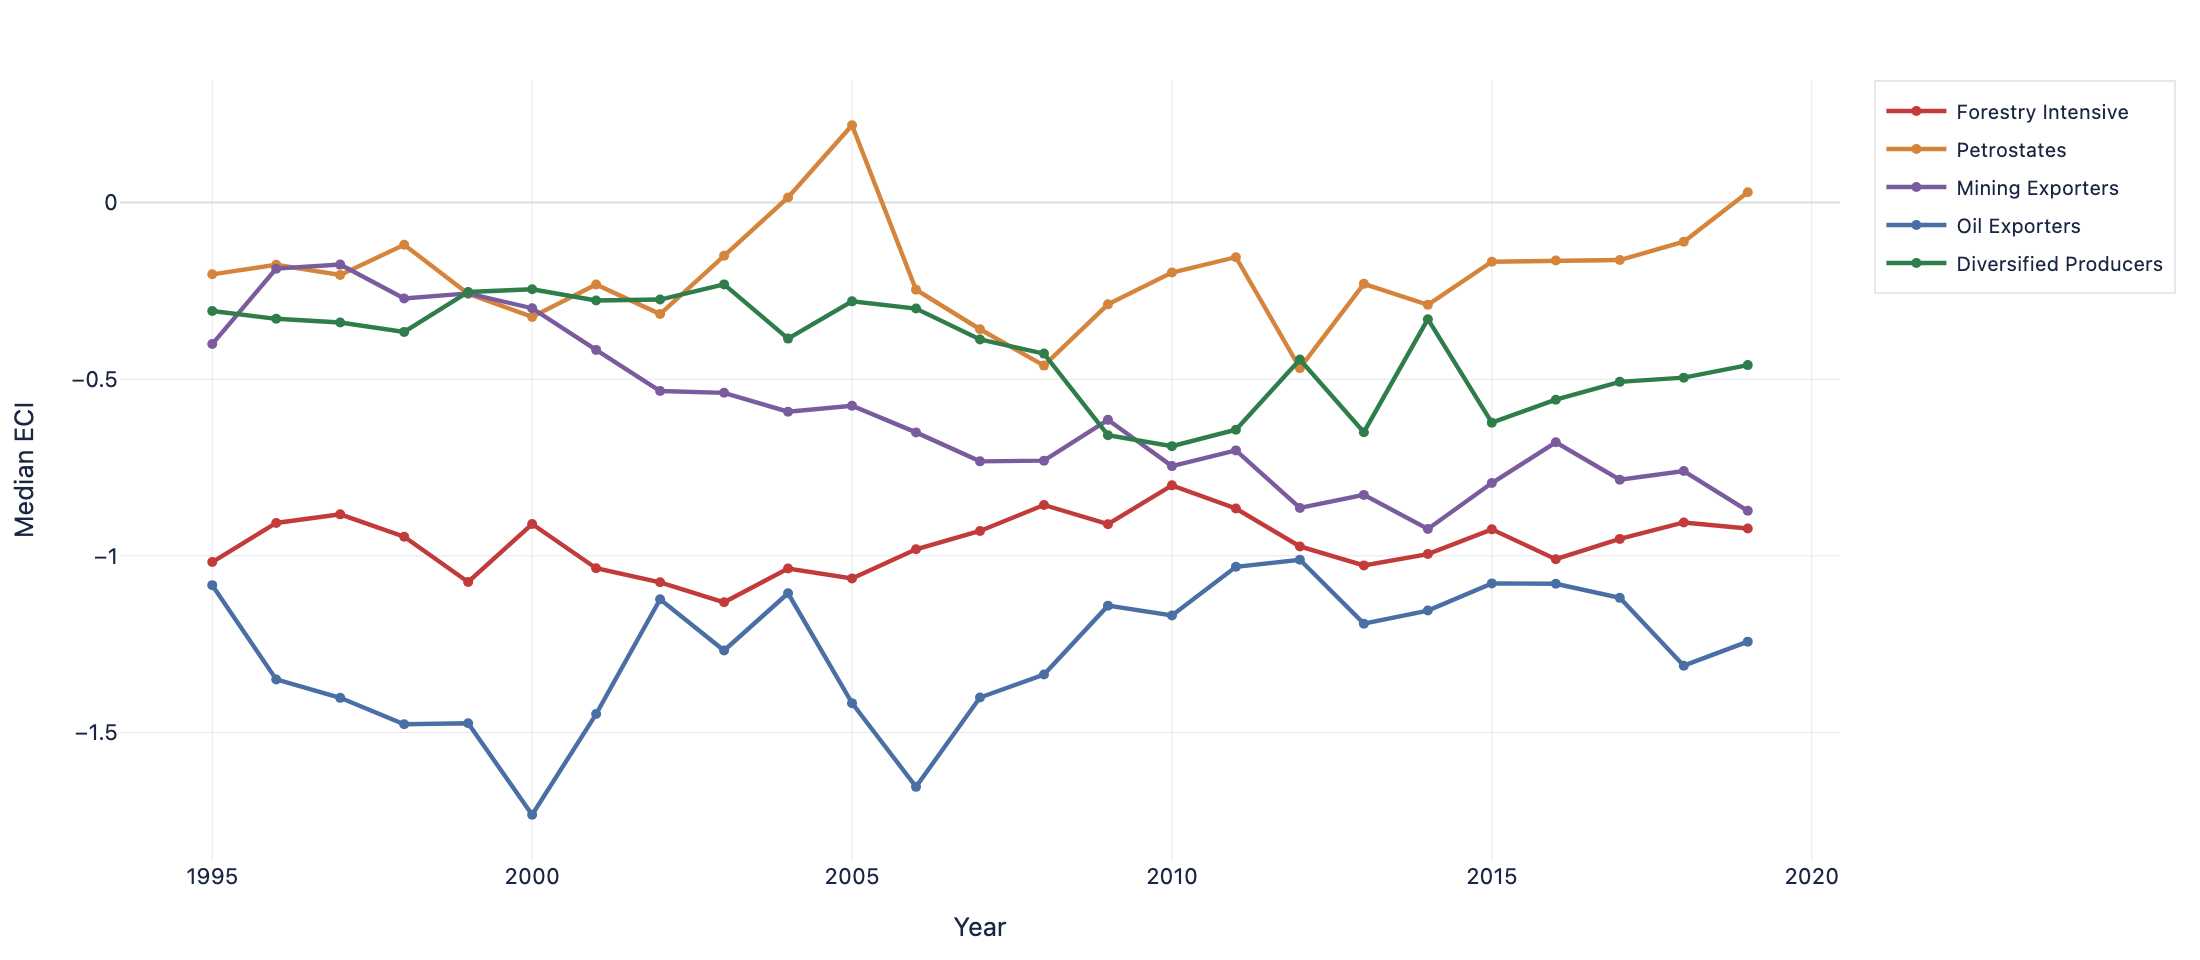 Forestry Intensive
Petrostates
Mining Exporters
Oil Exporters
Diversified Producers
0
−0.5
−1
−1.5
Median ECI
1995
2000
2005
2010
2015
2020
Year